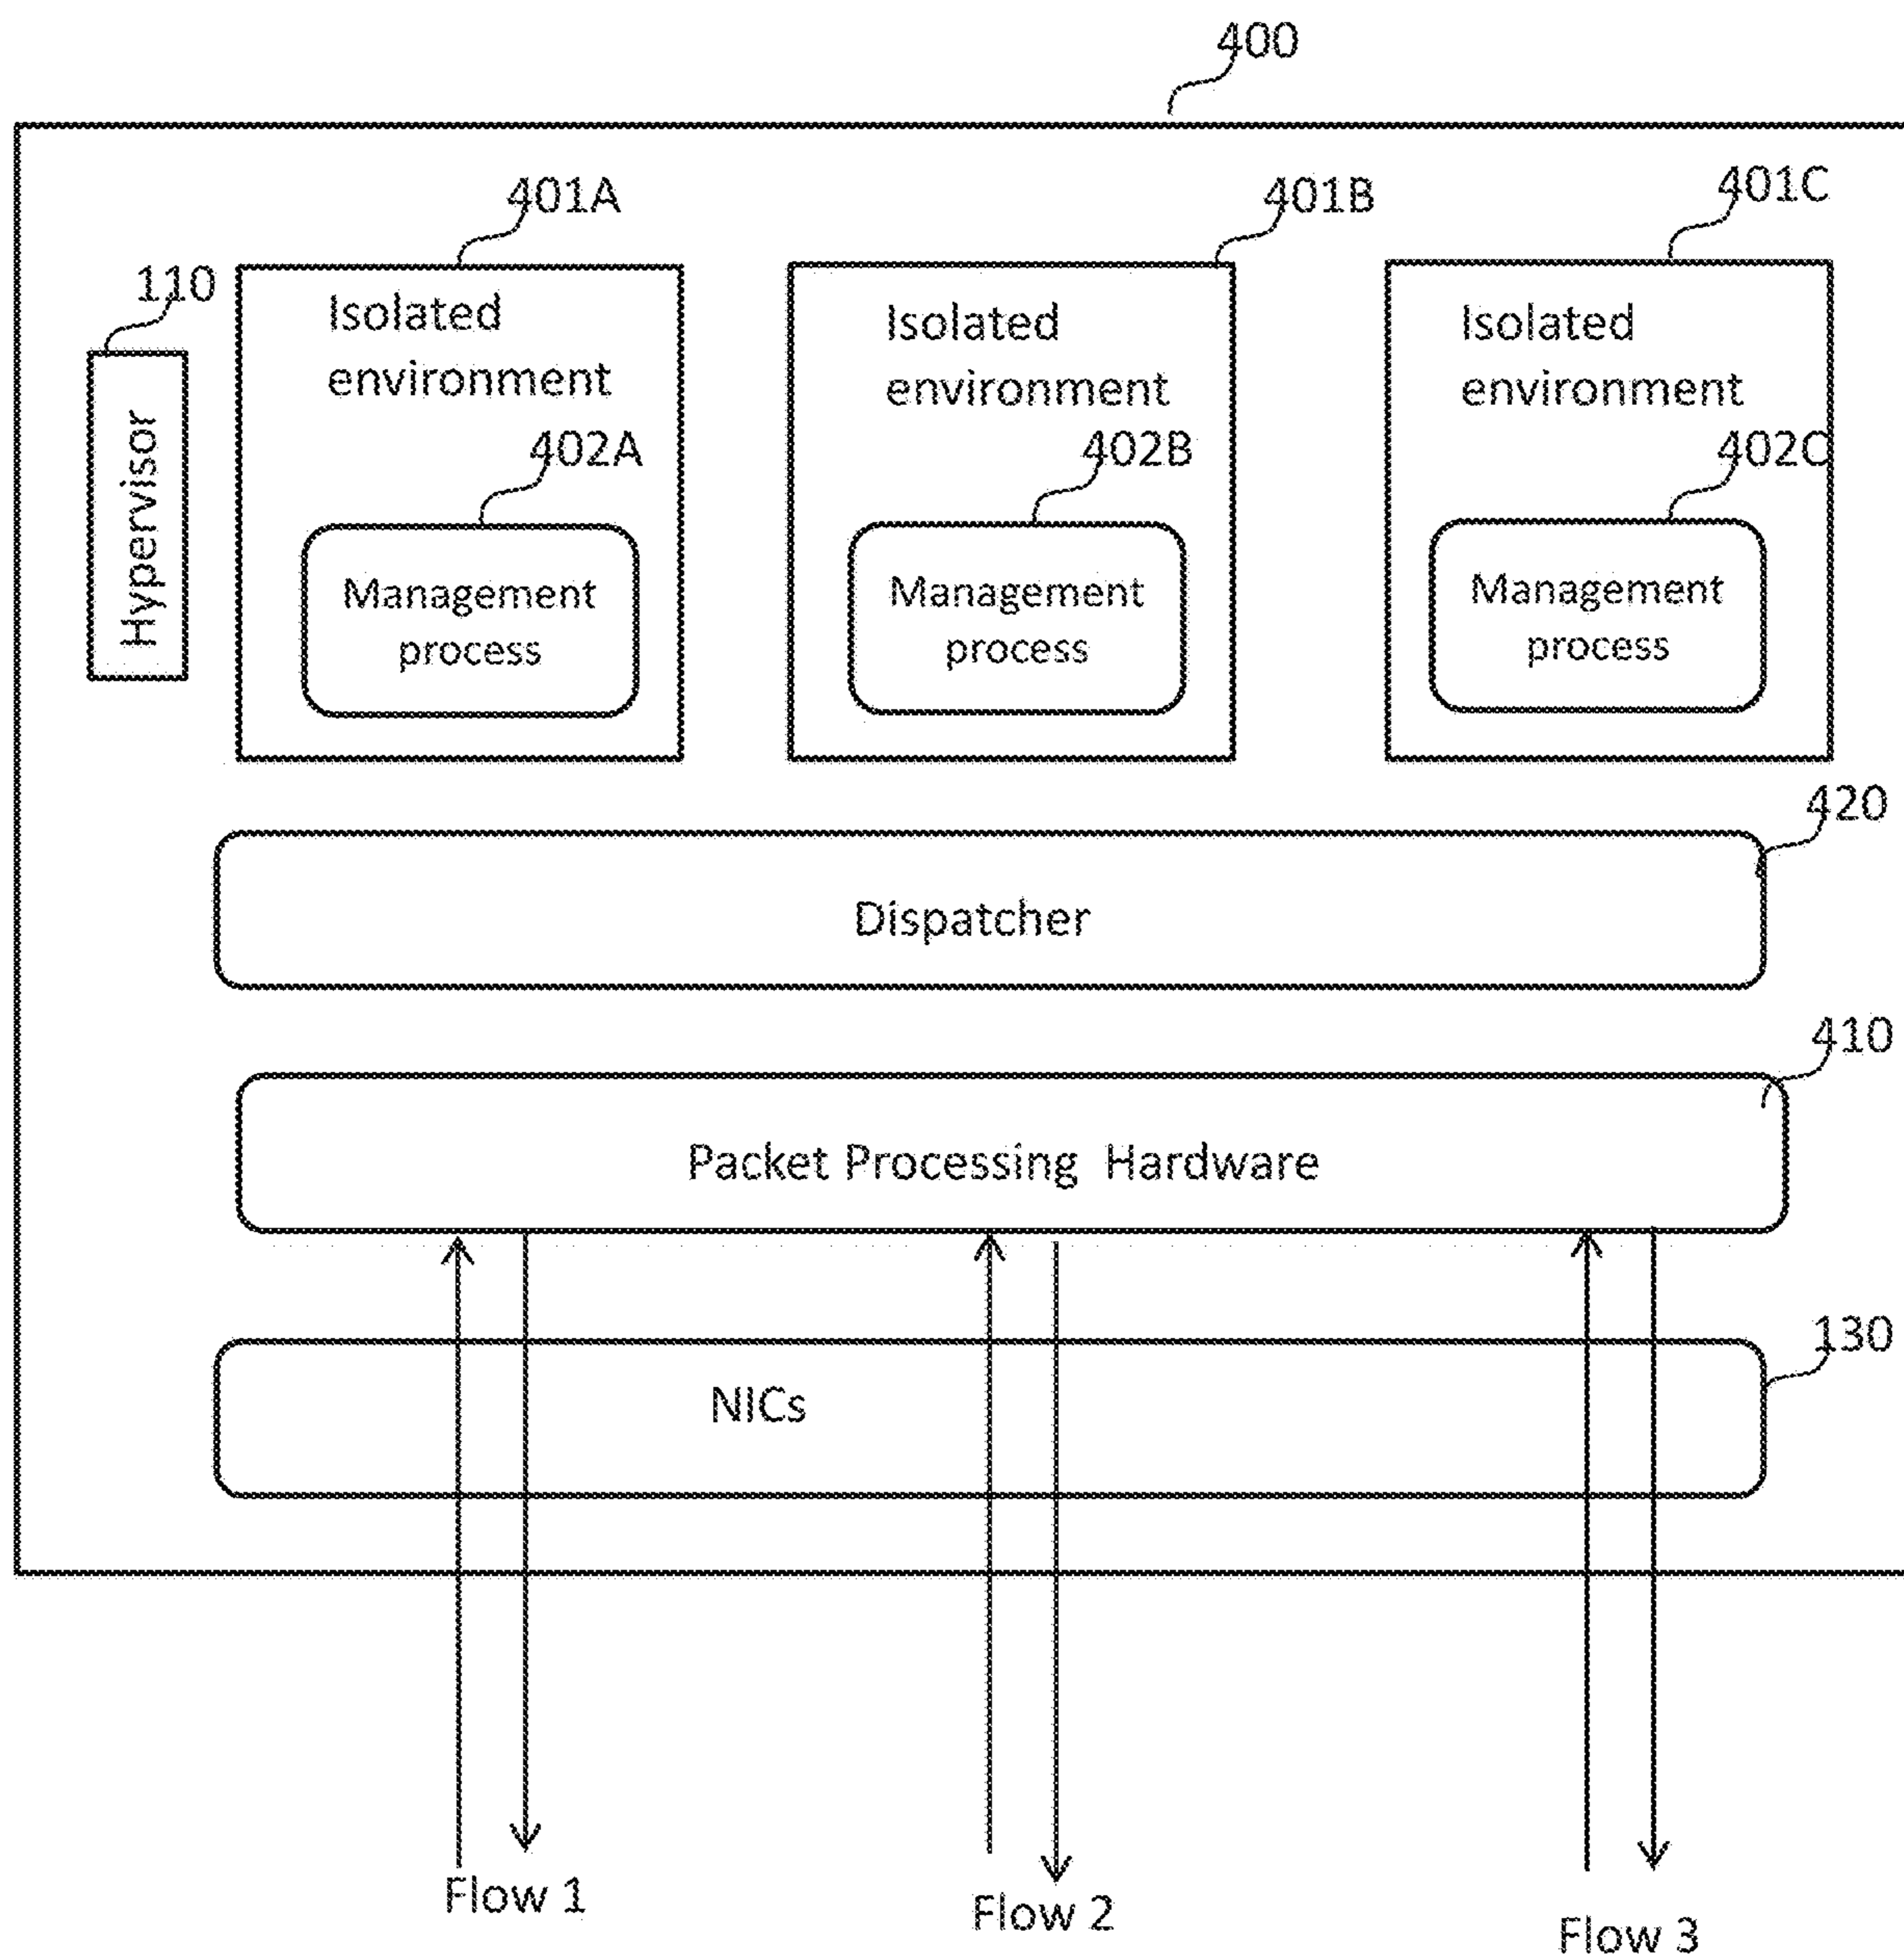 400
401A
401B
401C
110
Isolated
environment
Isolated
environment
Isolated
environment
402A
402B
402C
Hypervisor
Management
process
Management
process
Management
process
420
Dispatcher
410
Packet Processing Hardware
130
NICs
Flow 1
Flow 2
Flow 3